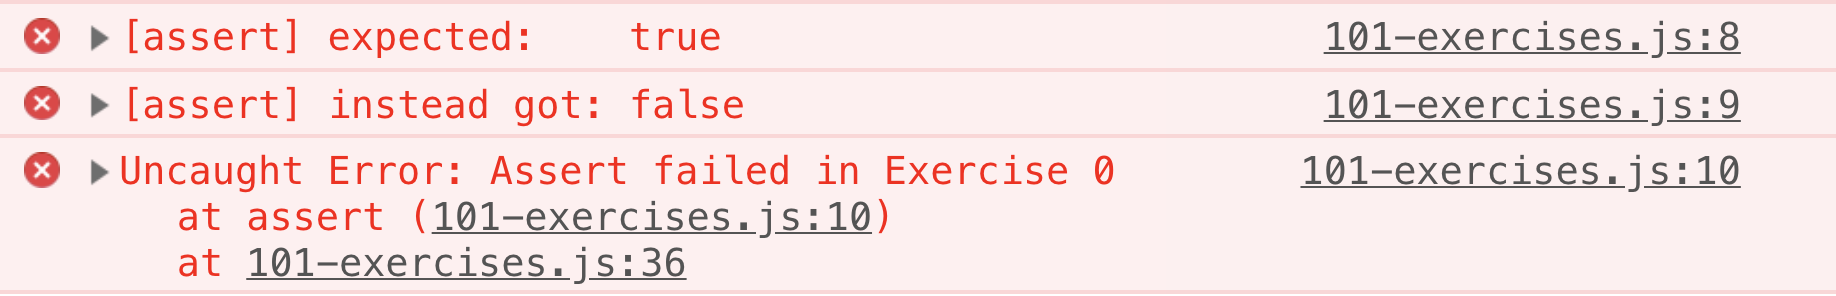 [assert] expected:    true 101-exercises.js:8
[assert] instead got: false 101-exercises.js:9
Uncaught Error: Assert failed in Exercise 0 101-exercises.js:10
at assert (101-exercises.js:10)
at 101-exercises.js:36